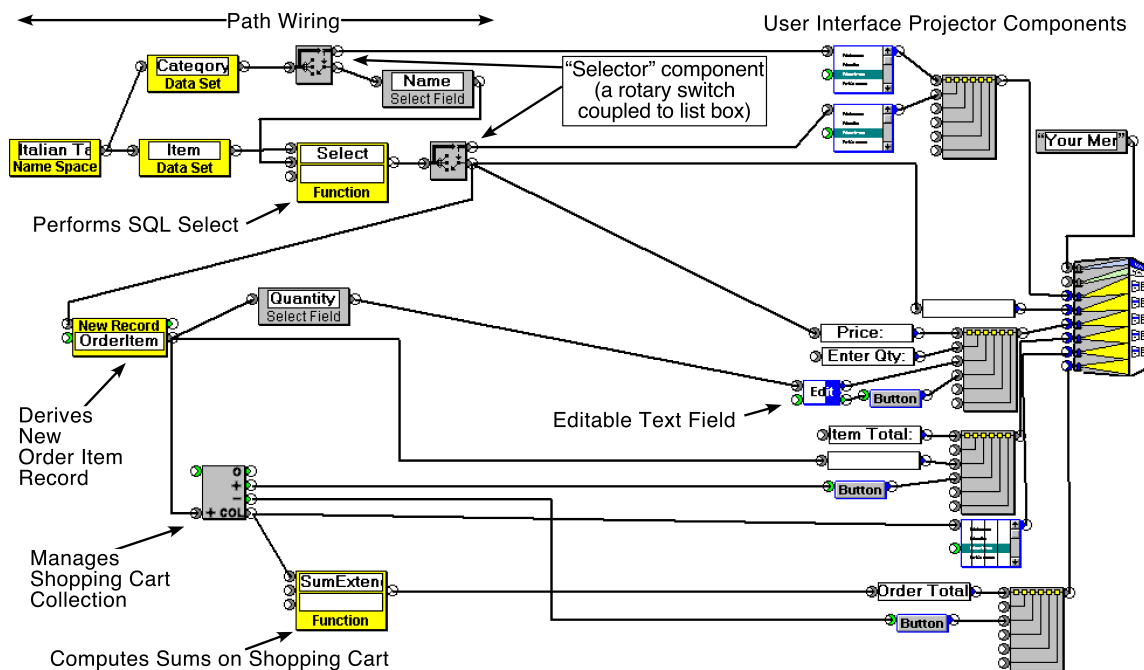 Path Wiring
User Interface Projector Components
Category
Data Set
Name
Select Field
“Selector” component
(a rotary switch
coupled to list box)
Italian Ta
Name Space
Item
Data Set
Select
Function
“Your Mer”
Performs SQL Select
New Record
OrderItem
Quantity
Select Field
Price:
Enter Qty:
Edit
Button
Editable Text Field
Derives
New
Order Item
Record
Item Total:
O
+
–
+ COL
Button
Manages
Shopping Cart
Collection
SumExten
Function
Order Total
Button
Computes Sums on Shopping Cart